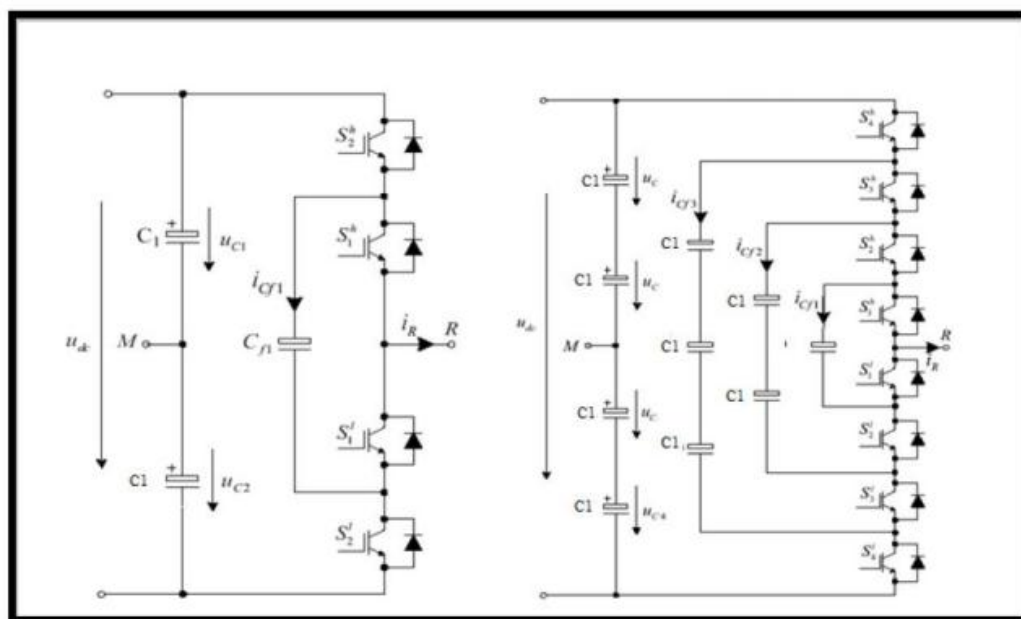 S₂ʰ
C₁
u_C1
S₁ʰ
i_Cf1
u_dc
M
C_f1
i_R
R
C1
u_C2
S₁ˡ
S₂ˡ
S₄ʰ
C1
u_C
i_Cf3
S₃ʰ
C1
i_Cf2
S₂ʰ
C1
u_C
C1
i_Cf1
S₁ʰ
u_dc
M
C1
R
i_R
S₁ˡ
C1
C1
u_C
C1
S₂ˡ
C1
u_C4
S₃ˡ
S₄ˡ